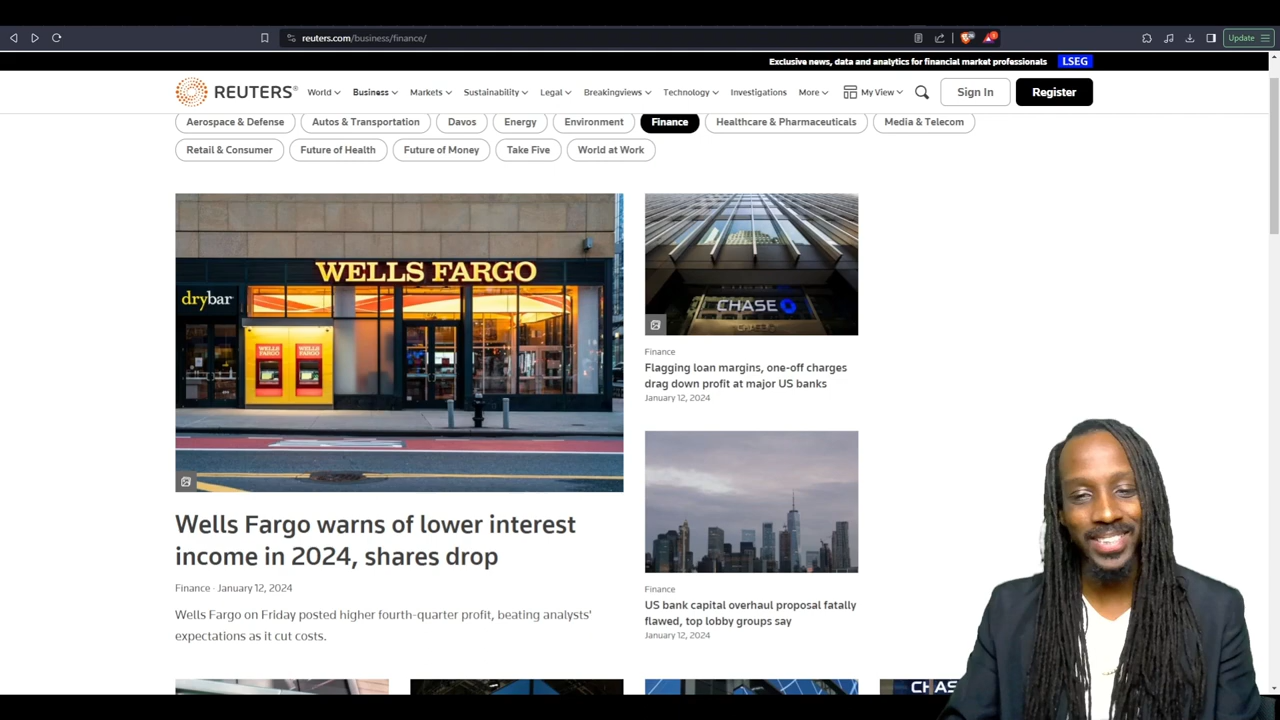 reuters.com/business/finance/
Update
Exclusive news, data and analytics for financial market professionals LSEG
REUTERS® World Business Markets Sustainability Legal Breakingviews Technology Investigations More My View Sign In Register
Aerospace & Defense Autos & Transportation Davos Energy Environment Finance Healthcare & Pharmaceuticals Media & Telecom
Retail & Consumer Future of Health Future of Money Take Five World at Work
WELLS FARGO
drybar
WELLS FARGO WELLS FARGO
CHASE
Finance
Flagging loan margins, one-off charges
drag down profit at major US banks
January 12, 2024
Wells Fargo warns of lower interest
income in 2024, shares drop
Finance · January 12, 2024
Wells Fargo on Friday posted higher fourth-quarter profit, beating analysts'
expectations as it cut costs.
Finance
US bank capital overhaul proposal fatally
flawed, top lobby groups say
January 12, 2024
CHAS